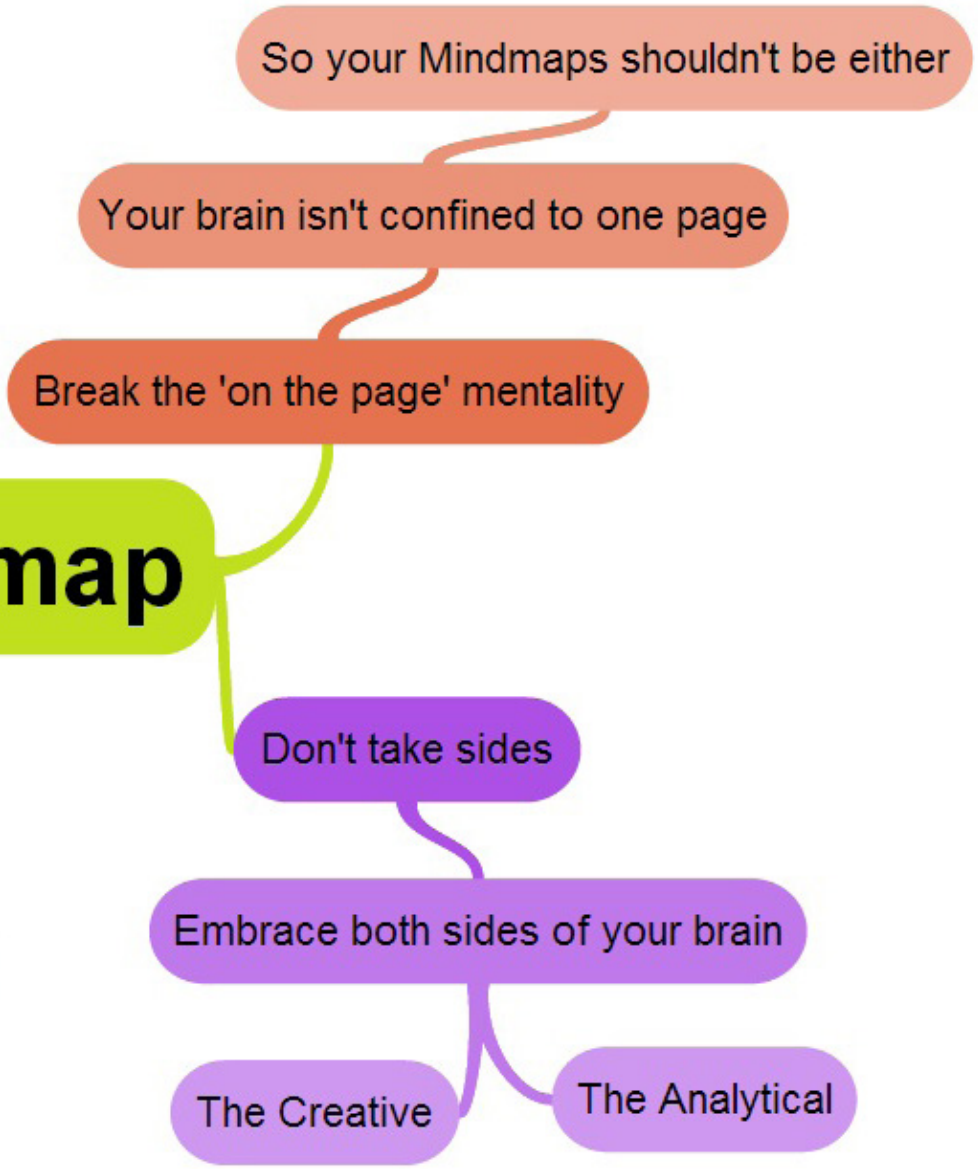 So your Mindmaps shouldn't be either
Your brain isn't confined to one page
Break the 'on the page' mentality
map
Don't take sides
Embrace both sides of your brain
The Creative
The Analytical